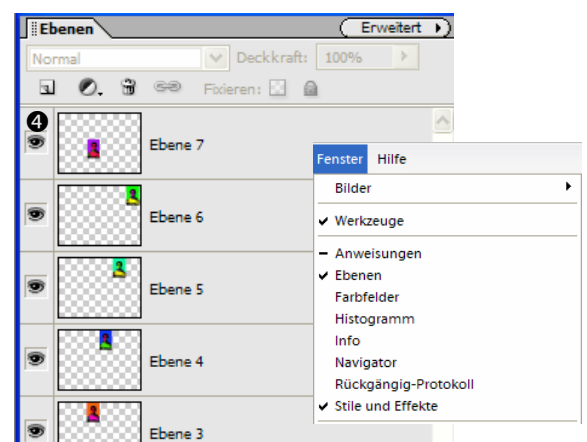 Ebenen
Erweitert
Normal Deckkraft: 100%
Fixieren:
4
Ebene 7
Ebene 6
Ebene 5
Ebene 4
Ebene 3
Fenster Hilfe
Bilder
Werkzeuge
Anweisungen
Ebenen
Farbfelder
Histogramm
Info
Navigator
Rückgängig-Protokoll
Stile und Effekte